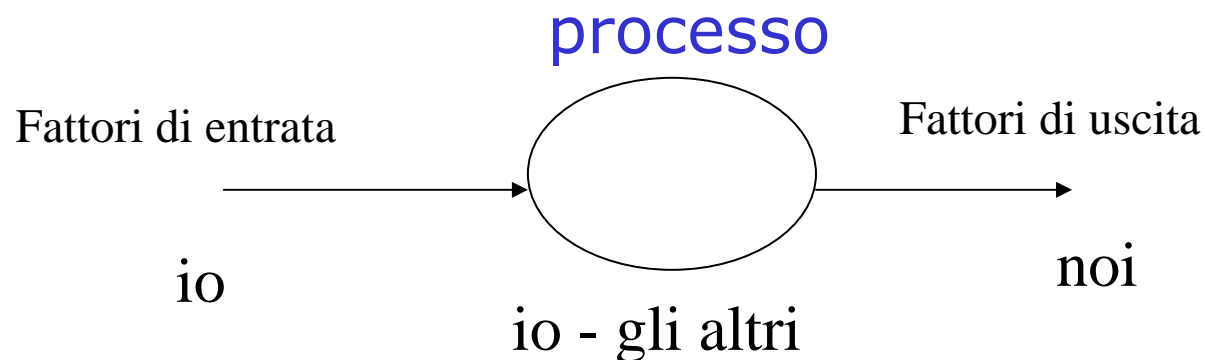 processo
Fattori di entrata
Fattori di uscita
io
noi
io - gli altri